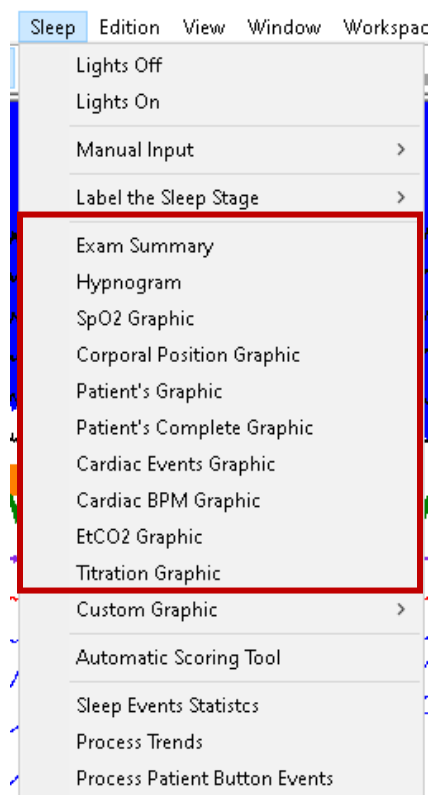 Sleep Edition View Window Workspac
Lights Off
Lights On
Manual Input
Label the Sleep Stage
Exam Summary
Hypnogram
SpO2 Graphic
Corporal Position Graphic
Patient's Graphic
Patient's Complete Graphic
Cardiac Events Graphic
Cardiac BPM Graphic
EtCO2 Graphic
Titration Graphic
Custom Graphic
Automatic Scoring Tool
Sleep Events Statistcs
Process Trends
Process Patient Button Events